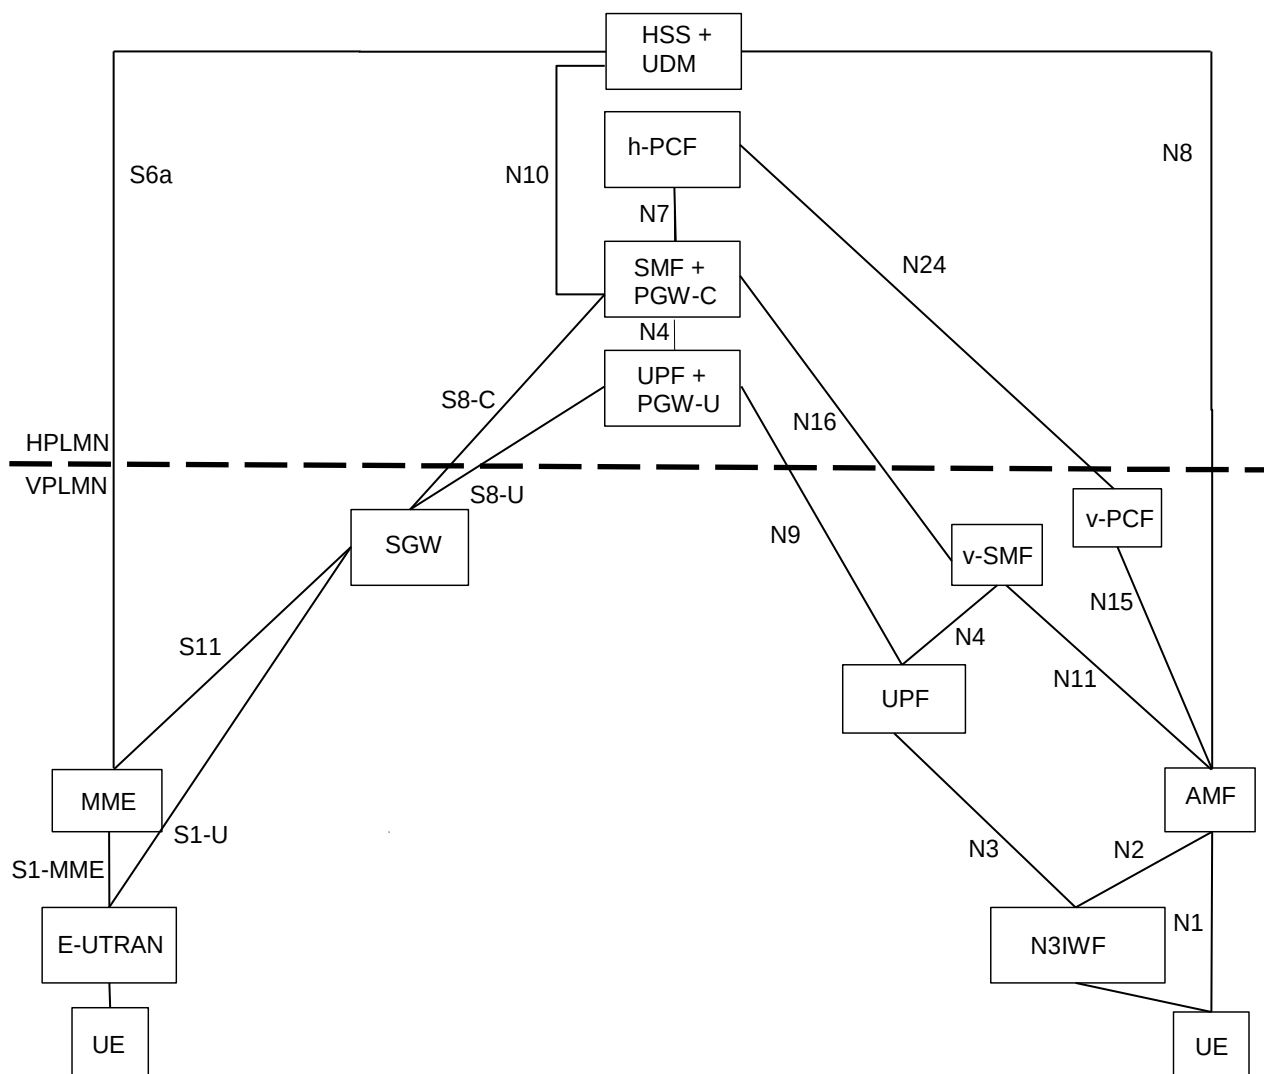 HSS +
UDM
h-PCF
N8
S6a
N10
N7
N24
SMF +
PGW-C
N4
UPF +
PGW-U
S8-C
N16
HPLMN
VPLMN
S8-U
v-PCF
N9
SGW
v-SMF
N15
N4
S11
N11
UPF
MME
AMF
S1-U
N3
N2
S1-MME
N1
E-UTRAN
N3IWF
UE
UE